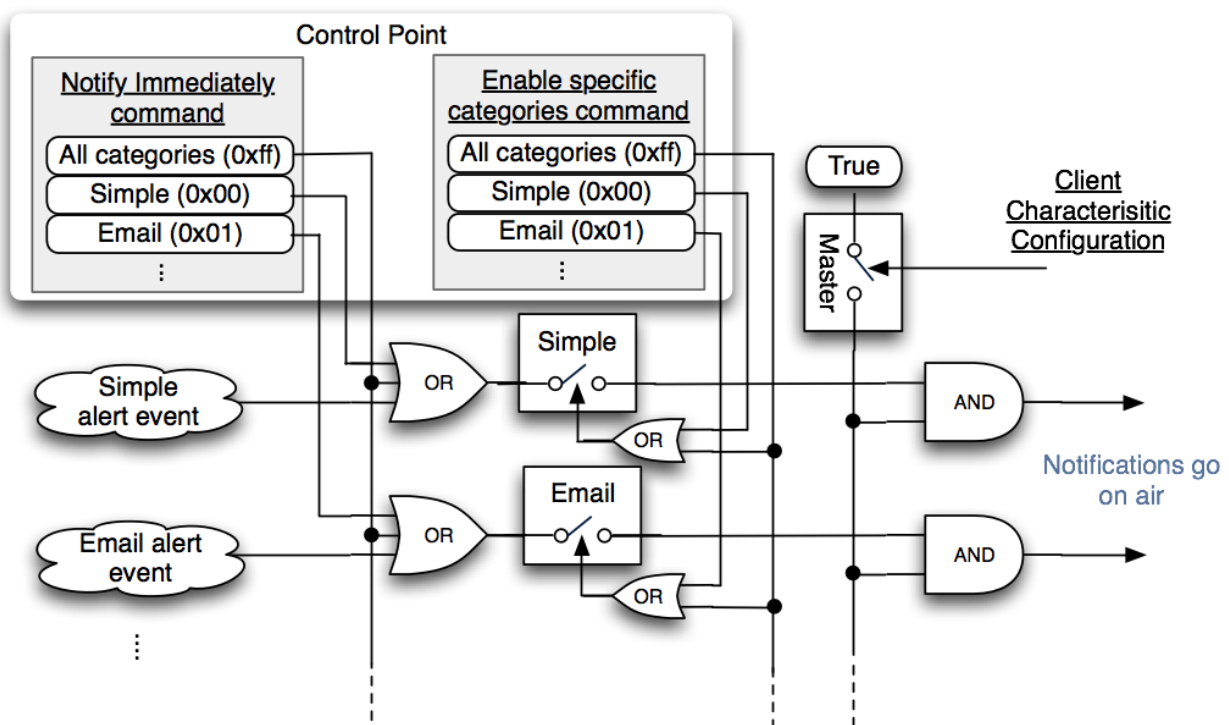 Control Point
Notify Immediately
command
All categories (0xff)
Simple (0x00)
Email (0x01)
⋮
Enable specific
categories command
All categories (0xff)
Simple (0x00)
Email (0x01)
⋮
True
Master
Client
Characterisitic
Configuration
Simple
alert event
OR
Simple
OR
AND
Notifications go
on air
Email alert
event
OR
Email
OR
AND
⋮